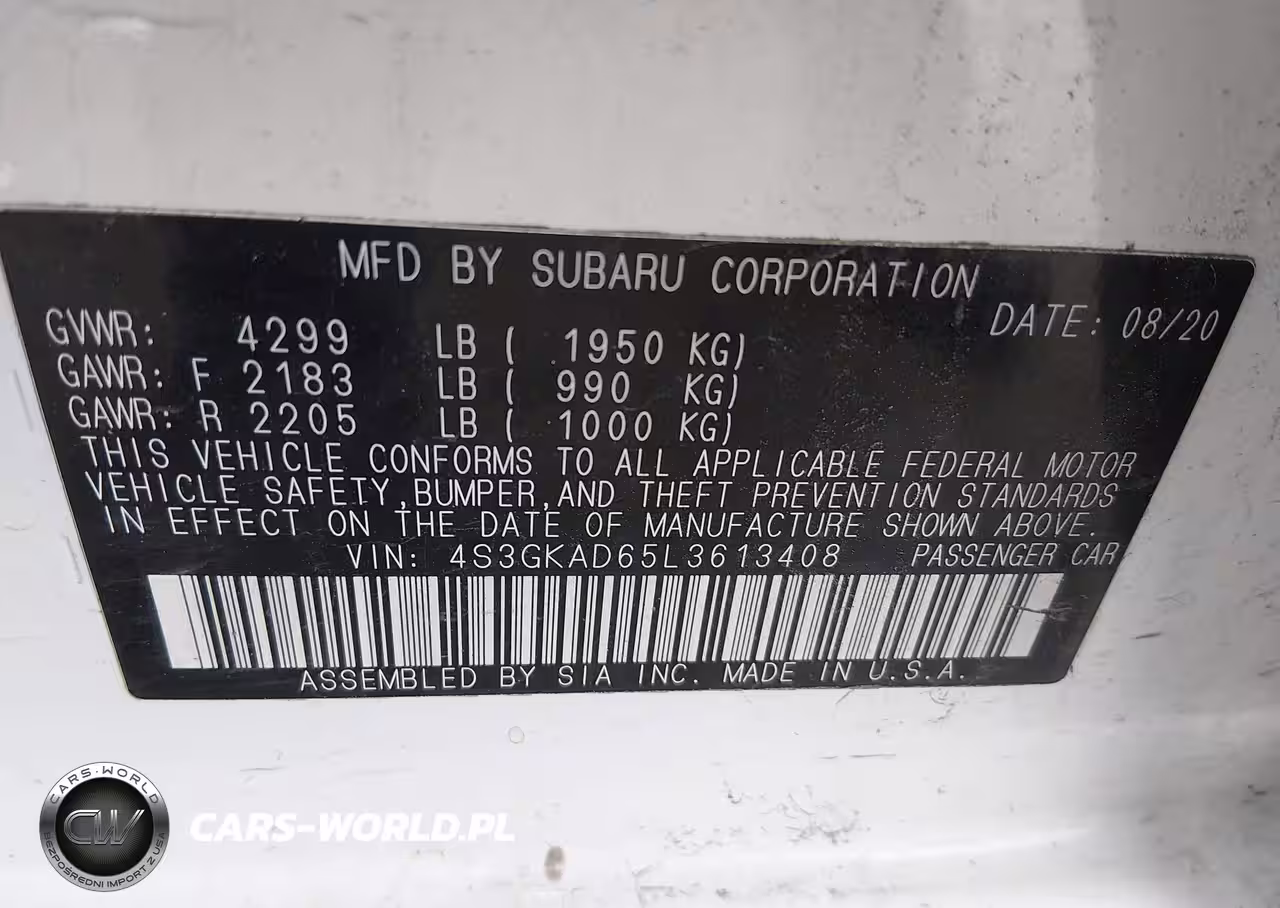 MFD BY SUBARU CORPORATION
DATE: 08/20
GVWR: 4299 LB ( 1950 KG)
GAWR: F 2183 LB ( 990 KG)
GAWR: R 2205 LB ( 1000 KG)
THIS VEHICLE CONFORMS TO ALL APPLICABLE FEDERAL MOTOR
VEHICLE SAFETY,BUMPER,AND THEFT PREVENTION STANDARDS
IN EFFECT ON THE DATE OF MANUFACTURE SHOWN ABOVE.
VIN: 4S3GKAD65L3613408 PASSENGER CAR
ASSEMBLED BY SIA INC. MADE IN U.S.A.
CARS-WORLD
CW
BEZPOŚREDNI IMPORT Z USA
CARS-WORLD.PL